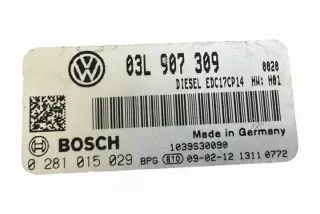 03L 907 309
0020
DIESEL EDC17CP14 HW: H01
BOSCH
Made in Germany
1039S30090
0 281 015 029 BPG 810 09-02-12 1311 0772